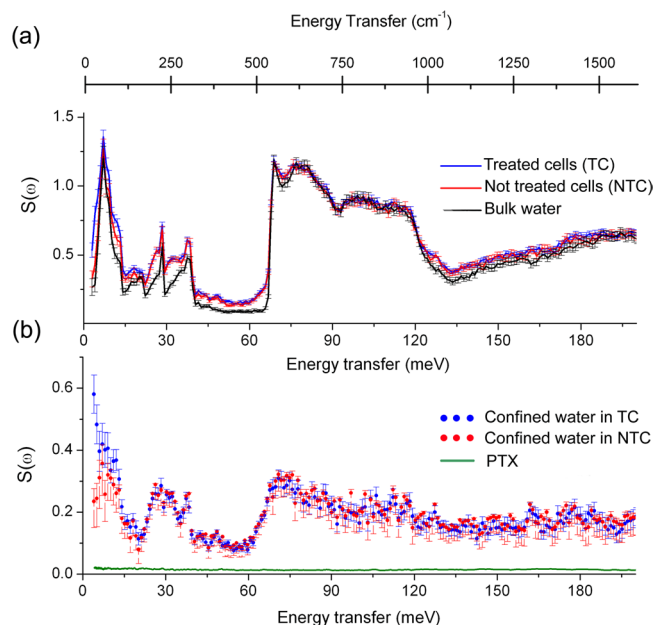 Energy Transfer (cm-1)
(a)
0 250 500 750 1000 1250 1500
1.5
1.0
0.5
S(ω)
Treated cells (TC)
Not treated cells (NTC)
Bulk water
0 15 30 60 90 120 150 180
Energy transfer (meV)
(b)
0.6
0.4
0.2
0.0
S(ω)
Confined water in TC
Confined water in NTC
PTX
0 30 60 90 120 150 180
Energy transfer (meV)